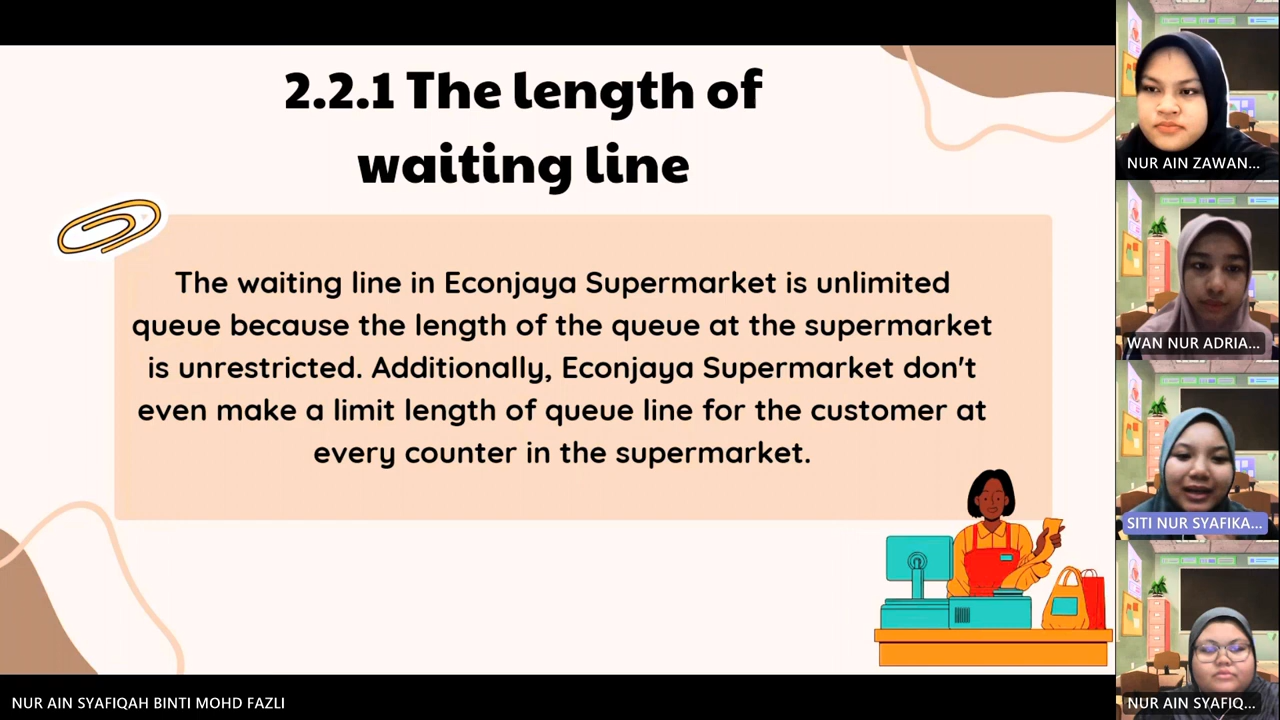 2.2.1 The length of
waiting line
The waiting line in Econjaya Supermarket is unlimited
queue because the length of the queue at the supermarket
is unrestricted. Additionally, Econjaya Supermarket don't
even make a limit length of queue line for the customer at
every counter in the supermarket.
NUR AIN ZAWAN...
WAN NUR ADRIA...
SITI NUR SYAFIKA...
NUR AIN SYAFIQ...
NUR AIN SYAFIQAH BINTI MOHD FAZLI